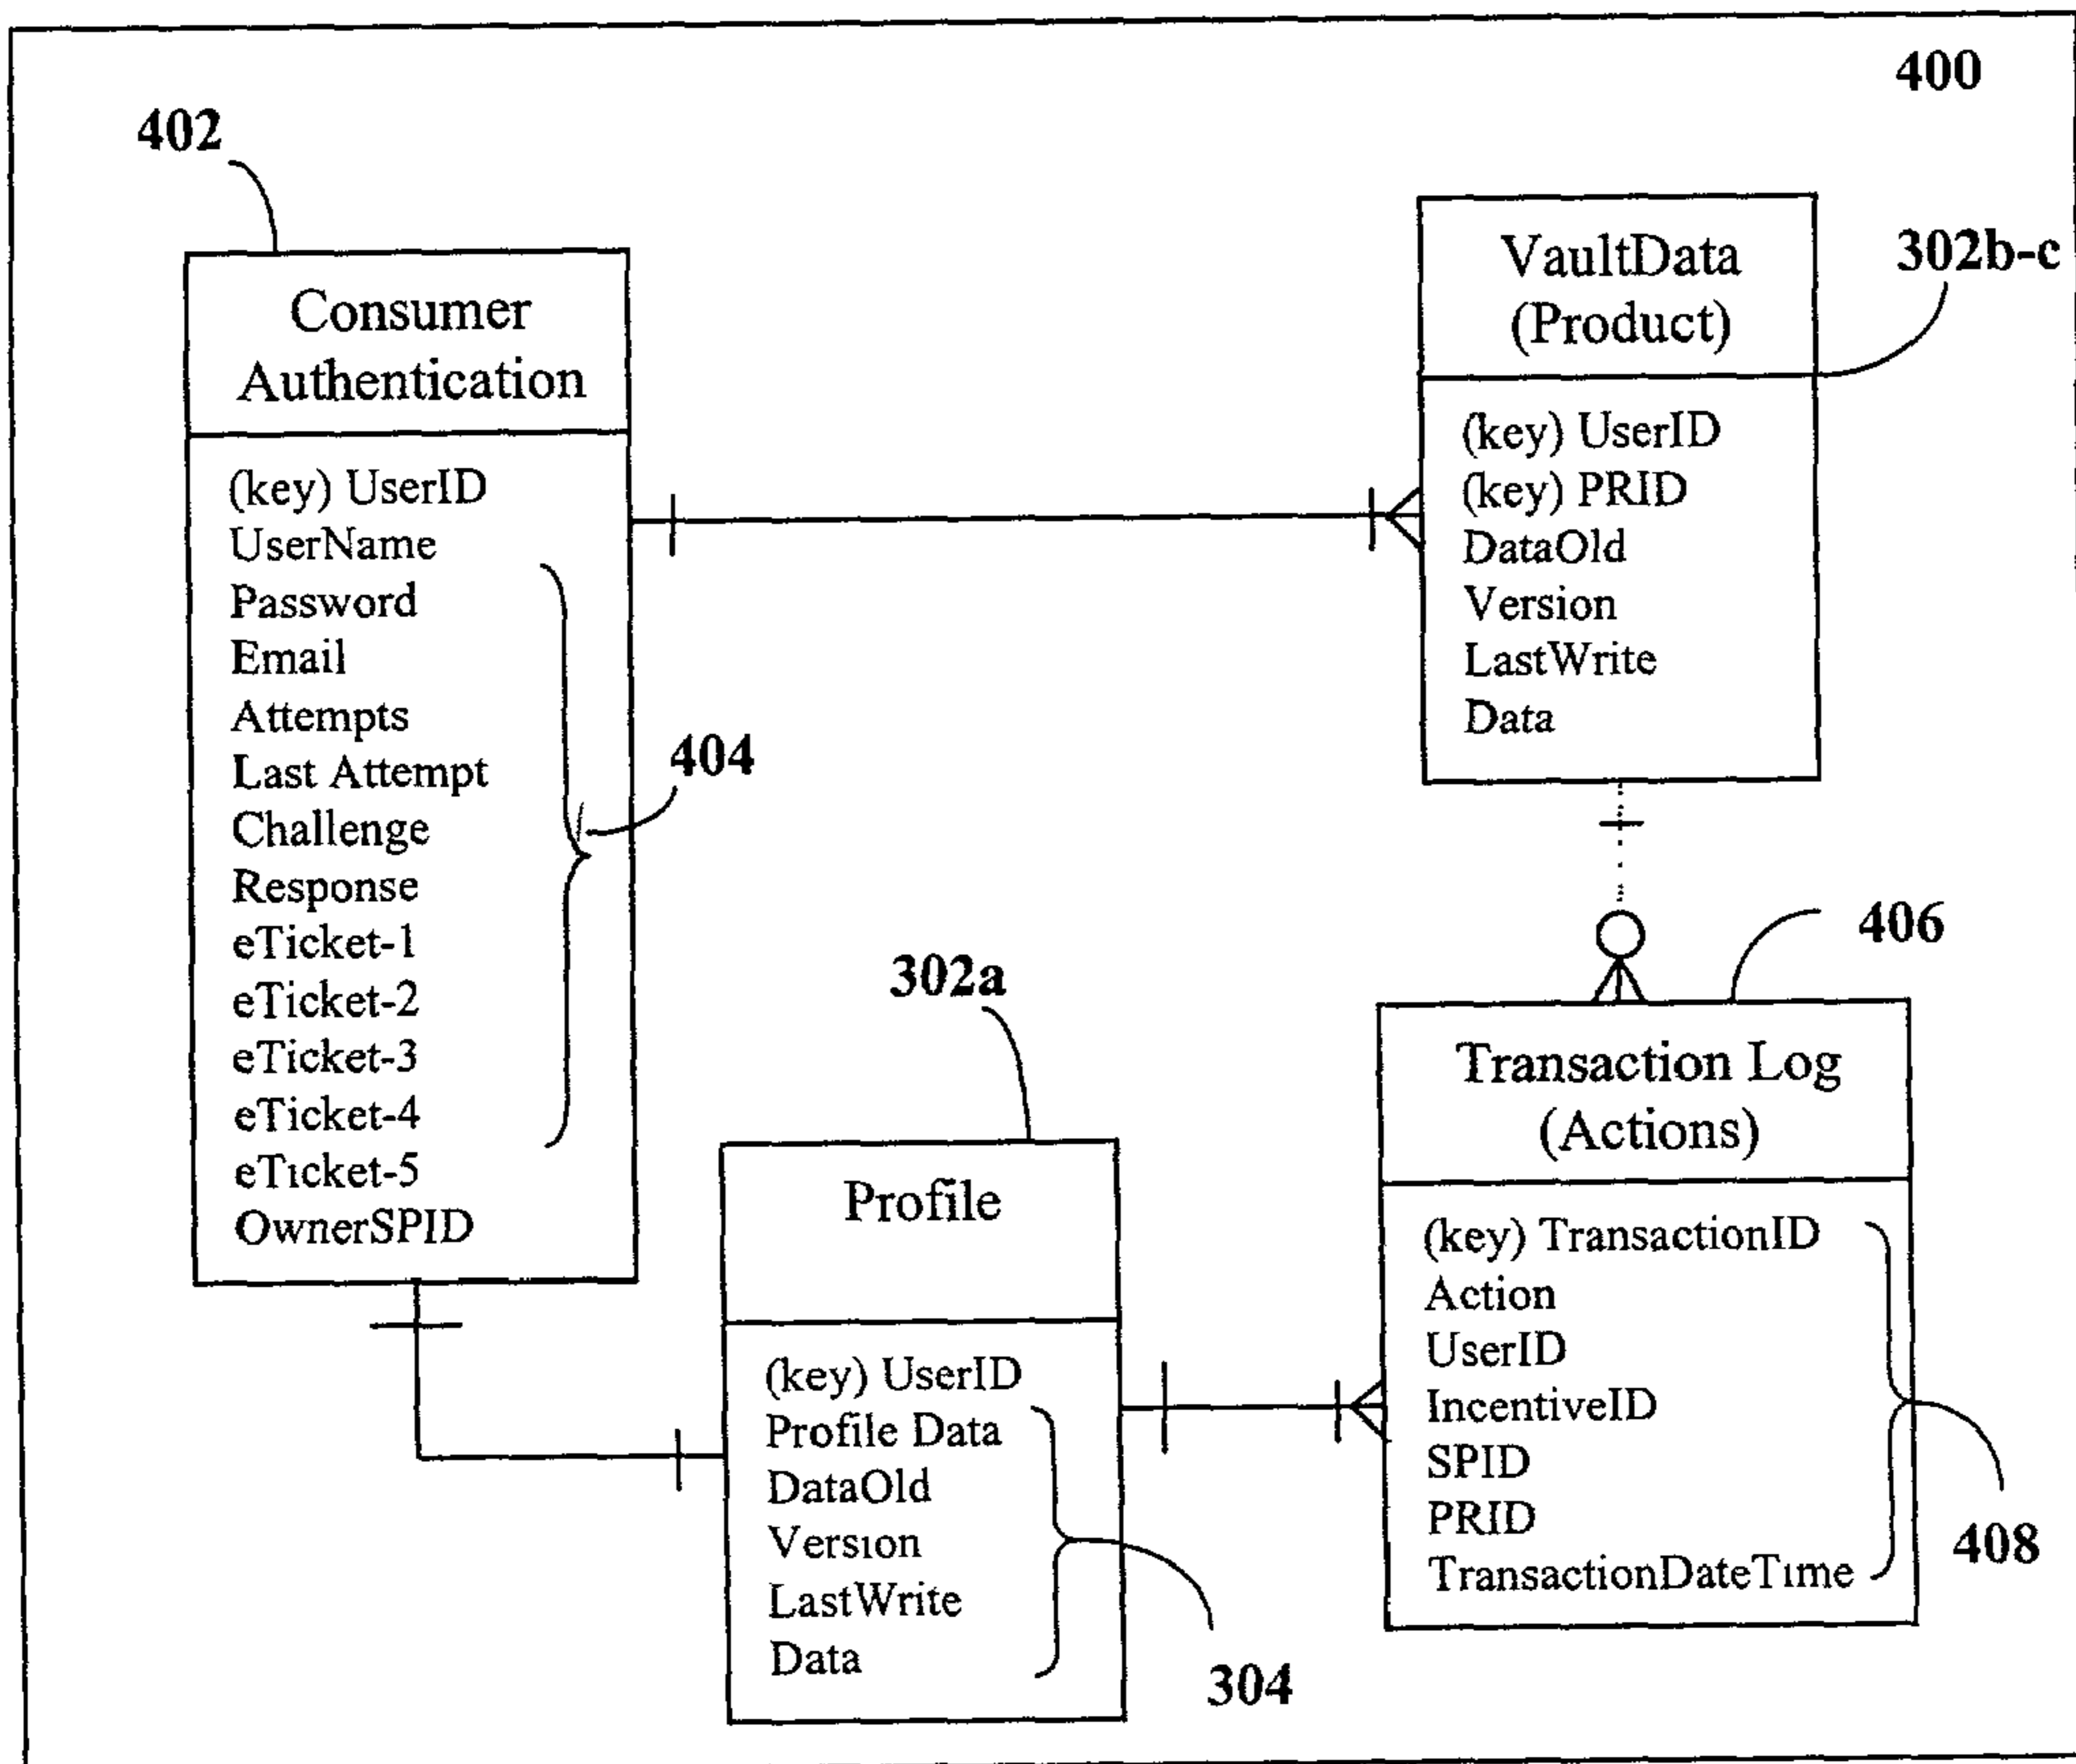 400
402
Consumer
Authentication
(key) UserID
UserName
Password
Email
Attempts
Last Attempt
Challenge
Response
eTicket-1
eTicket-2
eTicket-3
eTicket-4
eTicket-5
OwnerSPID
404
VaultData
(Product)
302b-c
(key) UserID
(key) PRID
DataOld
Version
LastWrite
Data
302a
Profile
(key) UserID
Profile Data
DataOld
Version
LastWrite
Data
304
406
Transaction Log
(Actions)
(key) TransactionID
Action
UserID
IncentiveID
SPID
PRID
TransactionDateTime
408